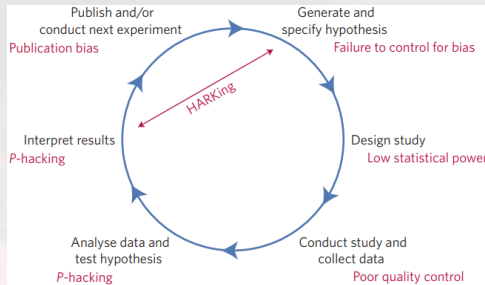 Publish and/or
conduct next experiment
Publication bias
Generate and
specify hypothesis
Failure to control for bias
HARKing
Interpret results
P-hacking
Design study
Low statistical power
Analyse data and
test hypothesis
P-hacking
Conduct study and
collect data
Poor quality control